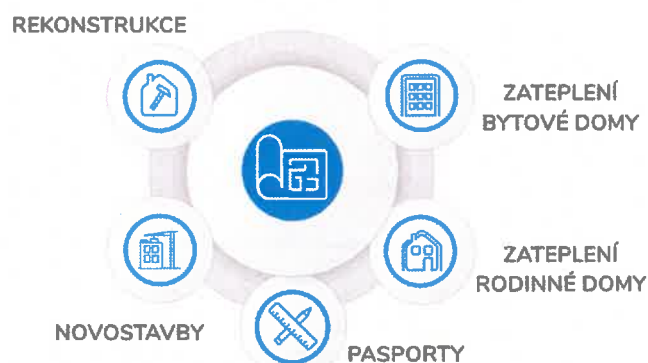 REKONSTRUKCE
ZATEPLENÍ
BYTOVÉ DOMY
ZATEPLENÍ
RODINNÉ DOMY
NOVOSTAVBY
PASPORTY